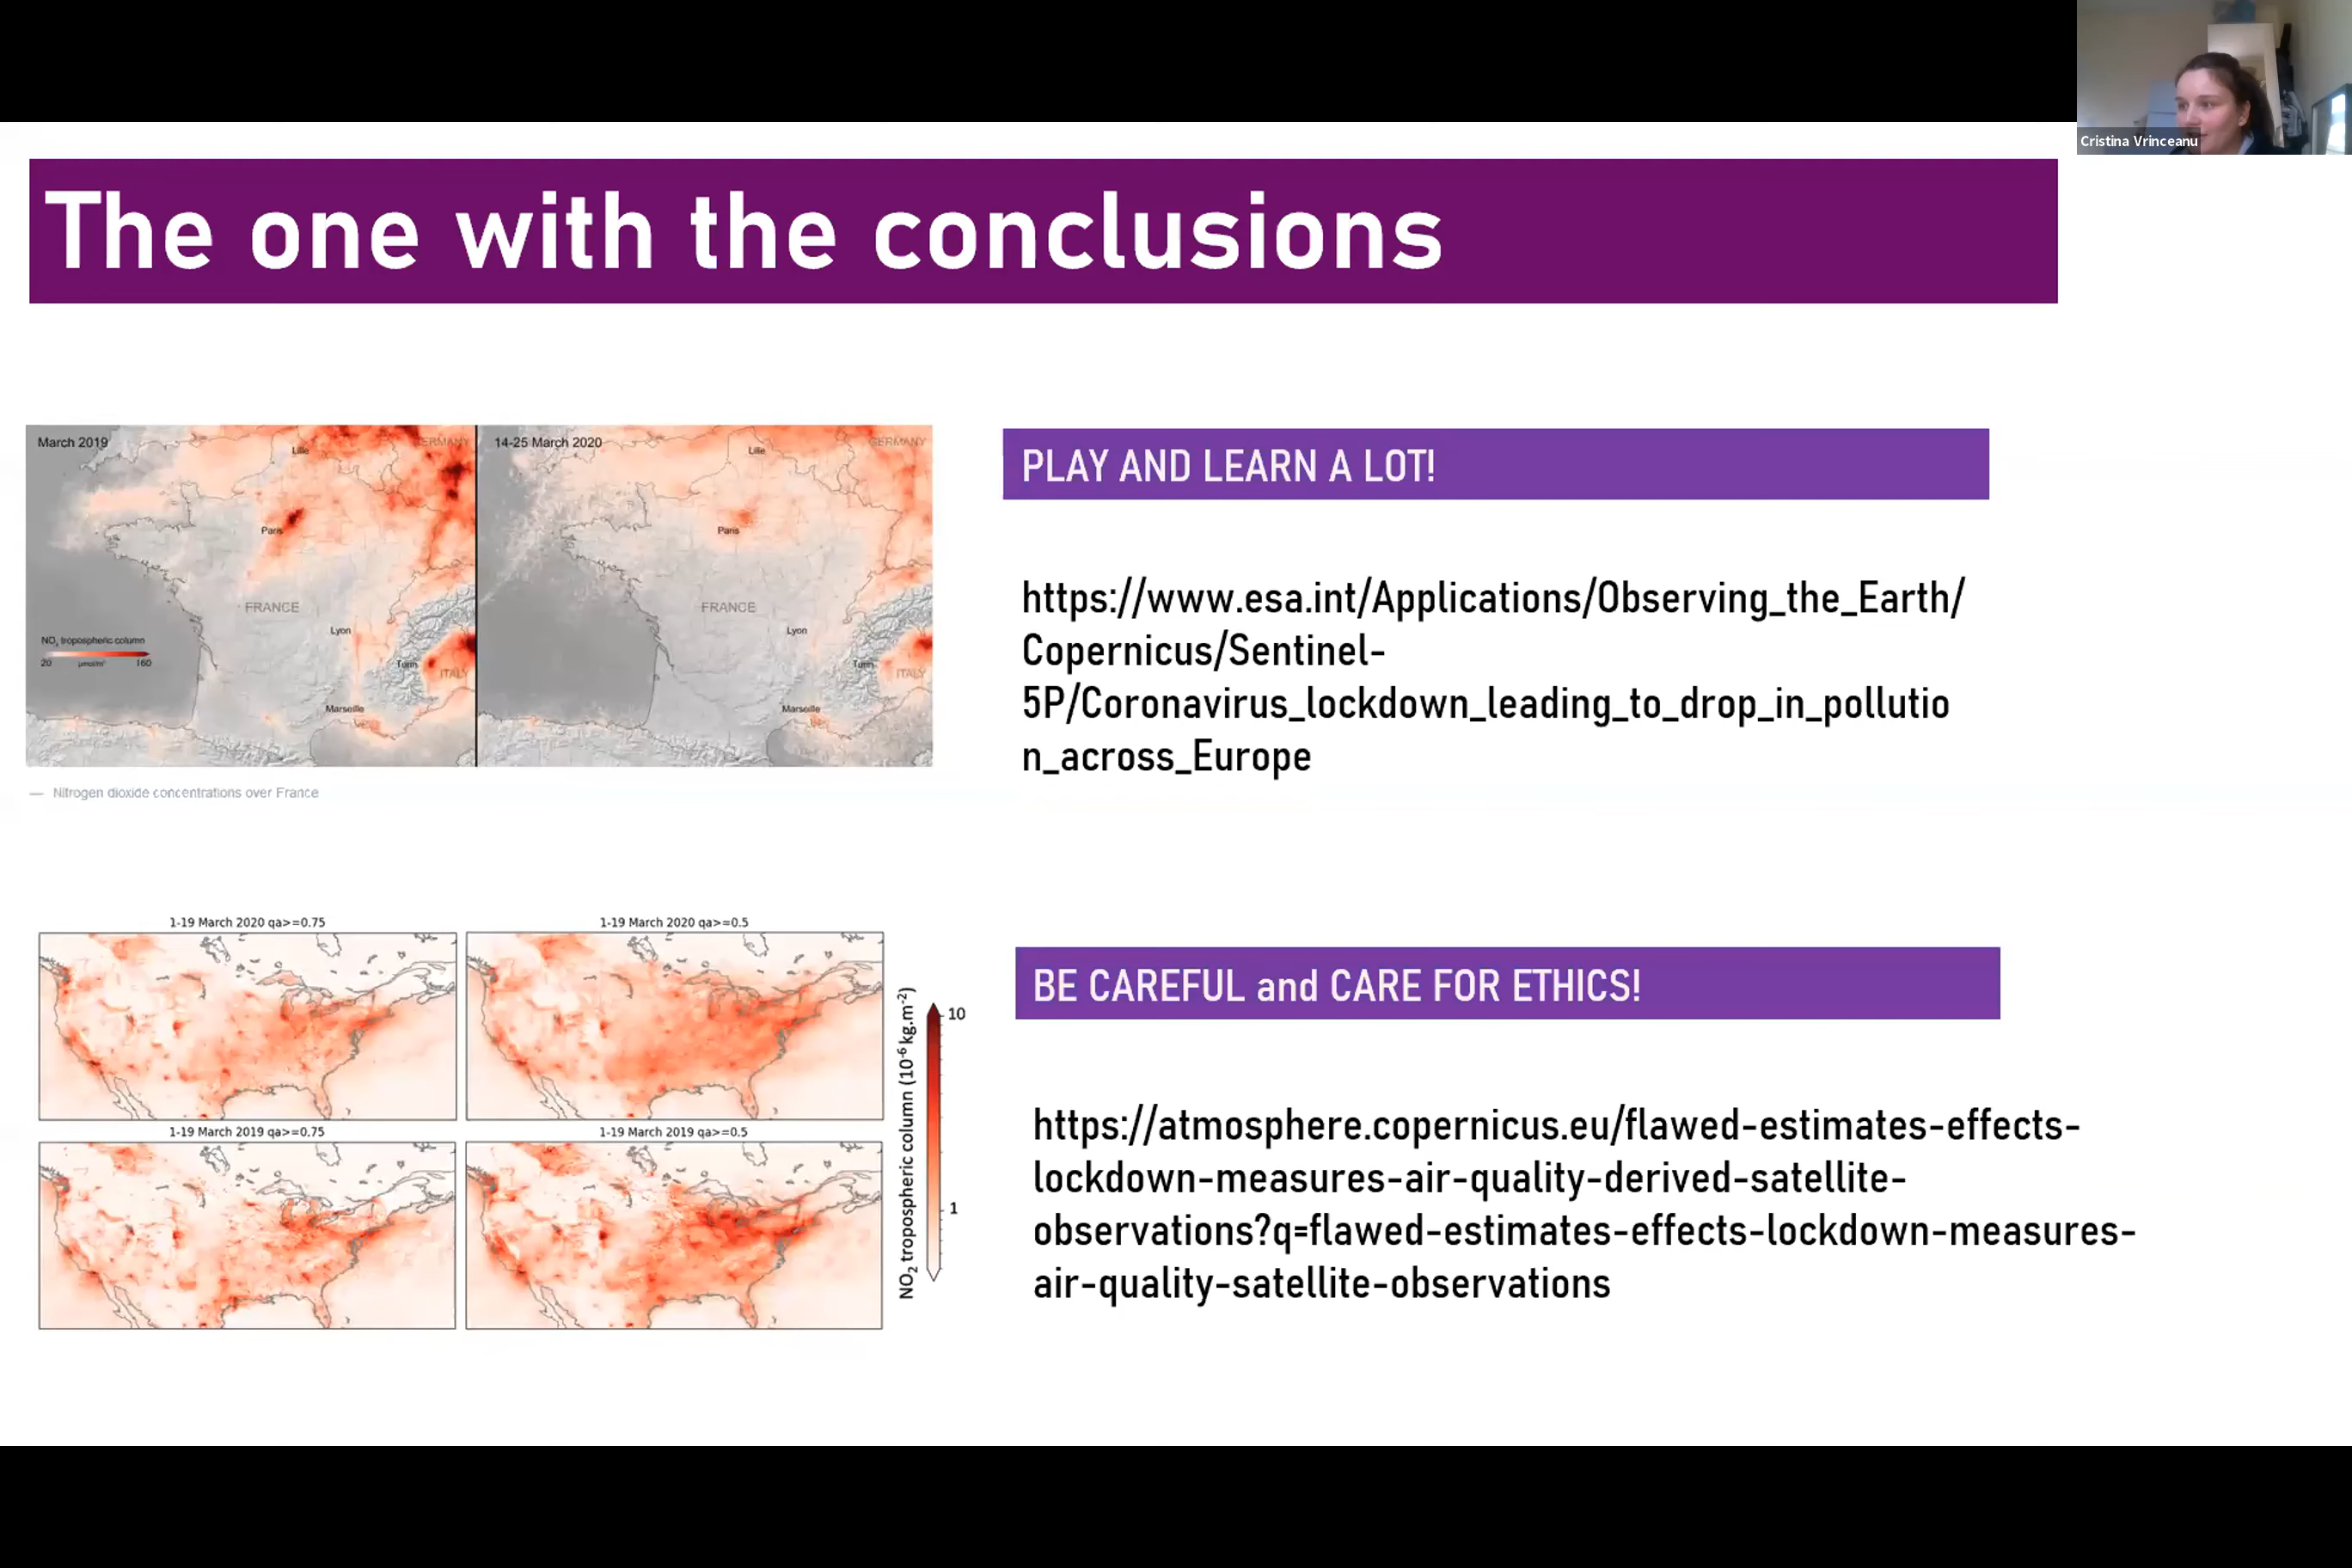 Cristina Vrinceanu
The one with the conclusions
March 2019
GERMANY
Lille
Paris
FRANCE
Lyon
NO₂ tropospheric column
20 µmol/m² 160
Turin
ITALY
Marseille
14-25 March 2020
GERMANY
Lille
Paris
FRANCE
Lyon
Turin
ITALY
Marseille
— Nitrogen dioxide concentrations over France
PLAY AND LEARN A LOT!
https://www.esa.int/Applications/Observing_the_Earth/
Copernicus/Sentinel-
5P/Coronavirus_lockdown_leading_to_drop_in_pollutio
n_across_Europe
1-19 March 2020 qa>=0.75
1-19 March 2020 qa>=0.5
1-19 March 2019 qa>=0.75
1-19 March 2019 qa>=0.5
NO₂ tropospheric column (10⁻⁶ kg.m⁻²)
10
1
BE CAREFUL and CARE FOR ETHICS!
https://atmosphere.copernicus.eu/flawed-estimates-effects-
lockdown-measures-air-quality-derived-satellite-
observations?q=flawed-estimates-effects-lockdown-measures-
air-quality-satellite-observations